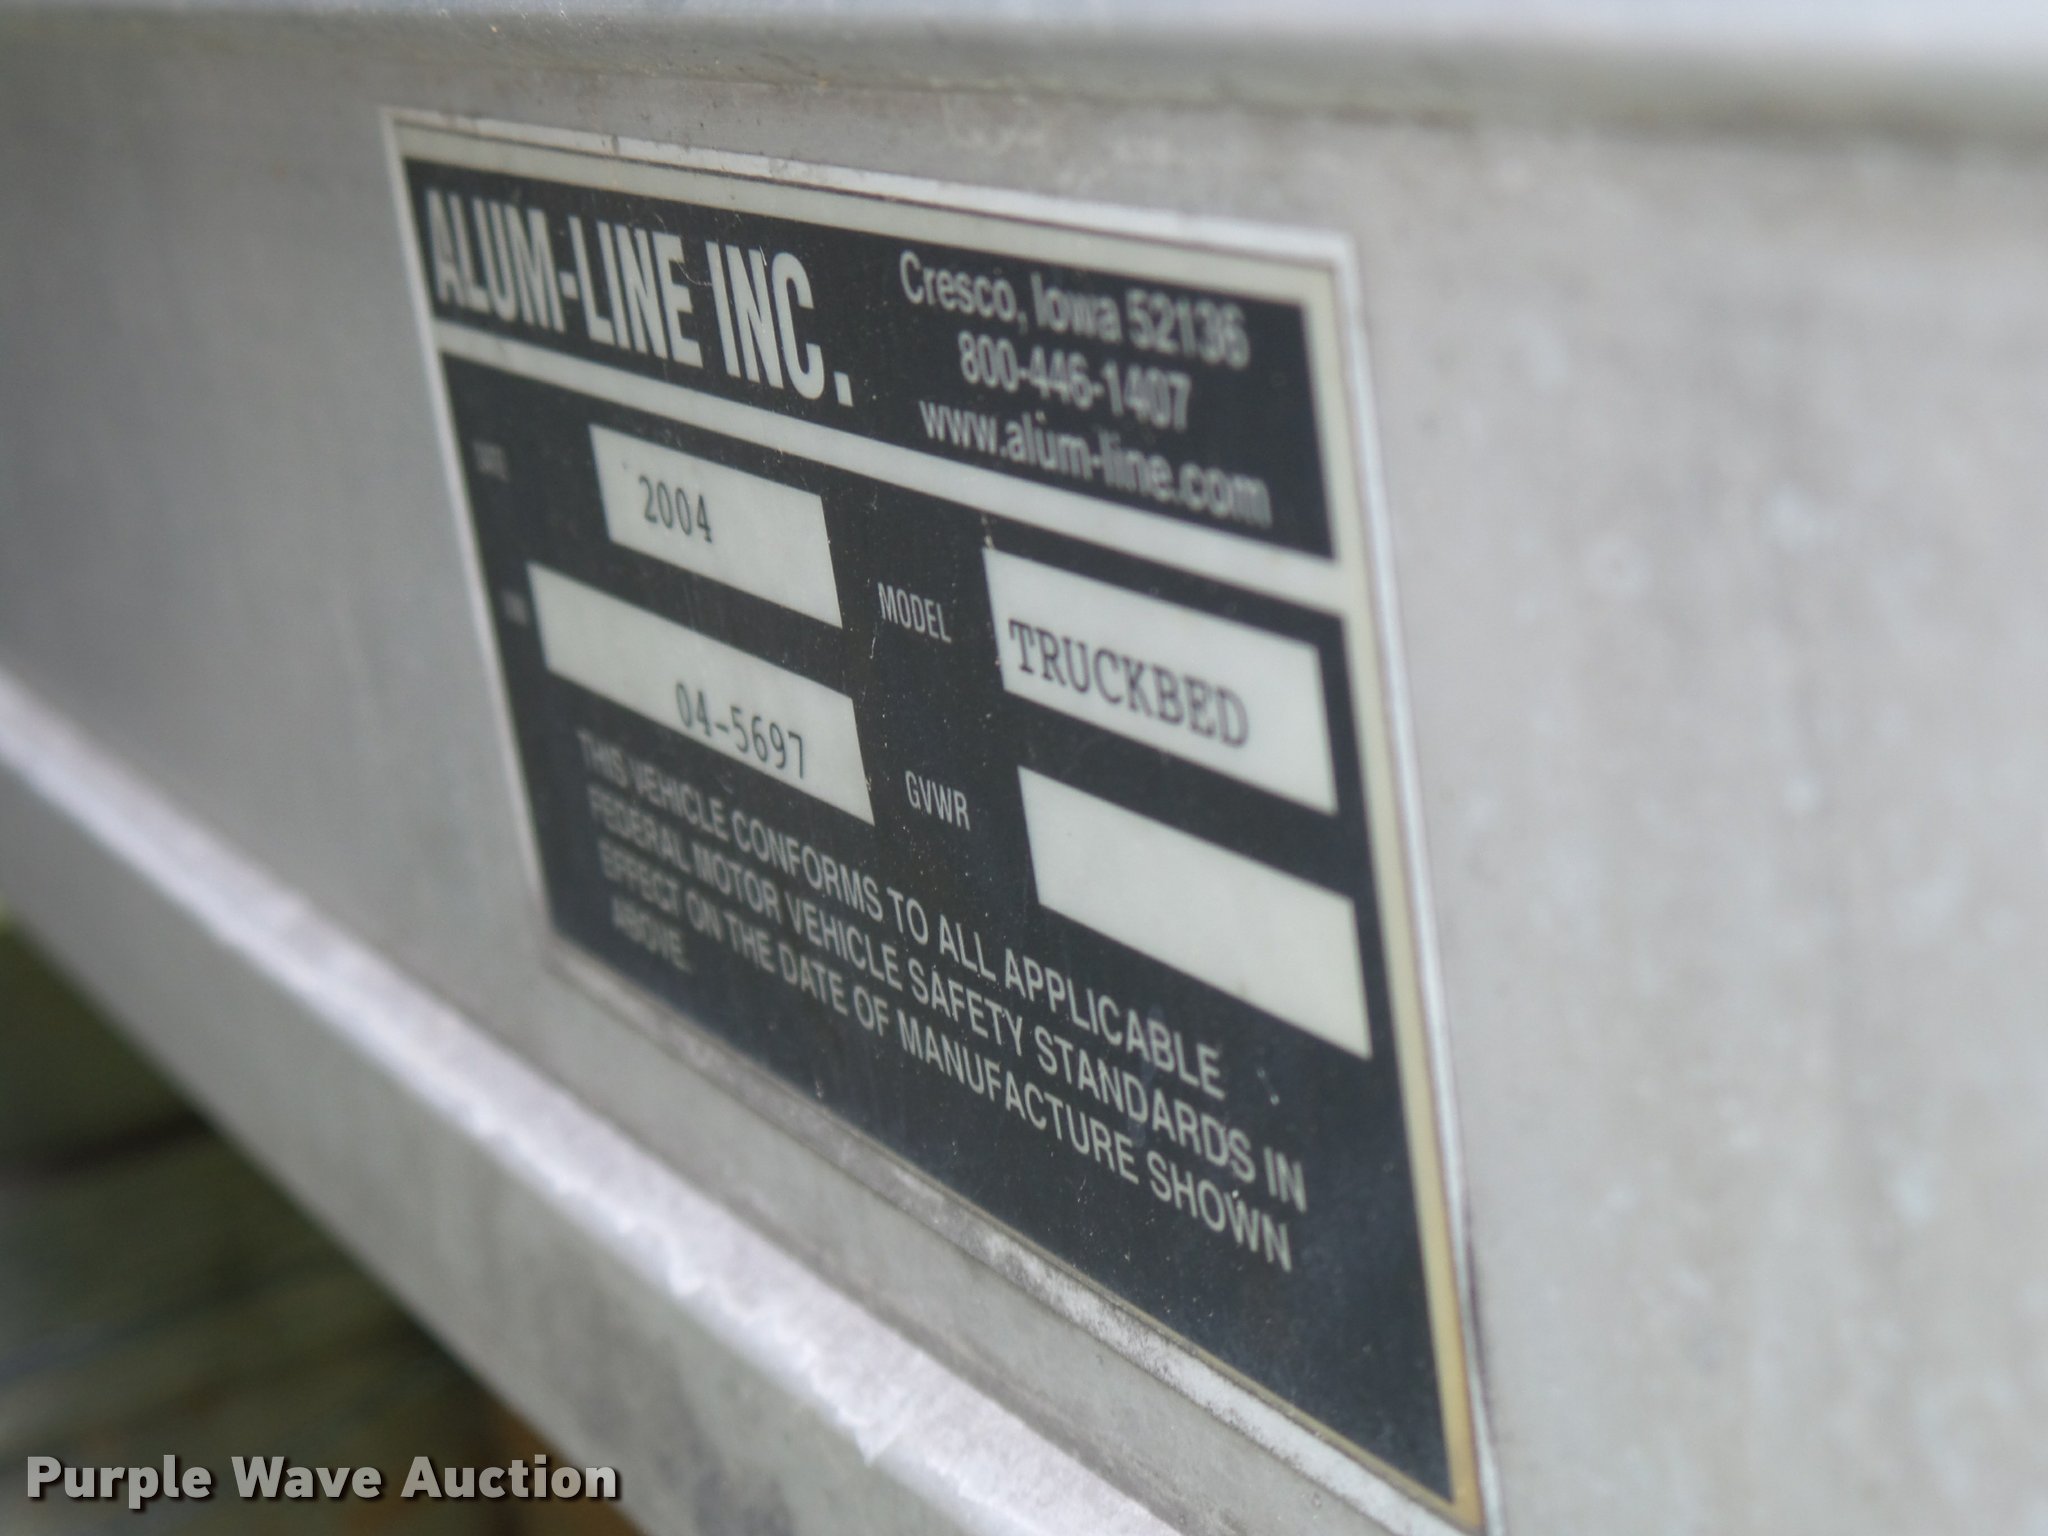 ALUM-LINE INC.
Cresco, Iowa 52136
800-446-1407
www.alum-line.com
DATE 2004
MODEL TRUCKBED
VIN 04-5697
GVWR
THIS VEHICLE CONFORMS TO ALL APPLICABLE
FEDERAL MOTOR VEHICLE SAFETY STANDARDS IN
EFFECT ON THE DATE OF MANUFACTURE SHOWN
ABOVE.
Purple Wave Auction